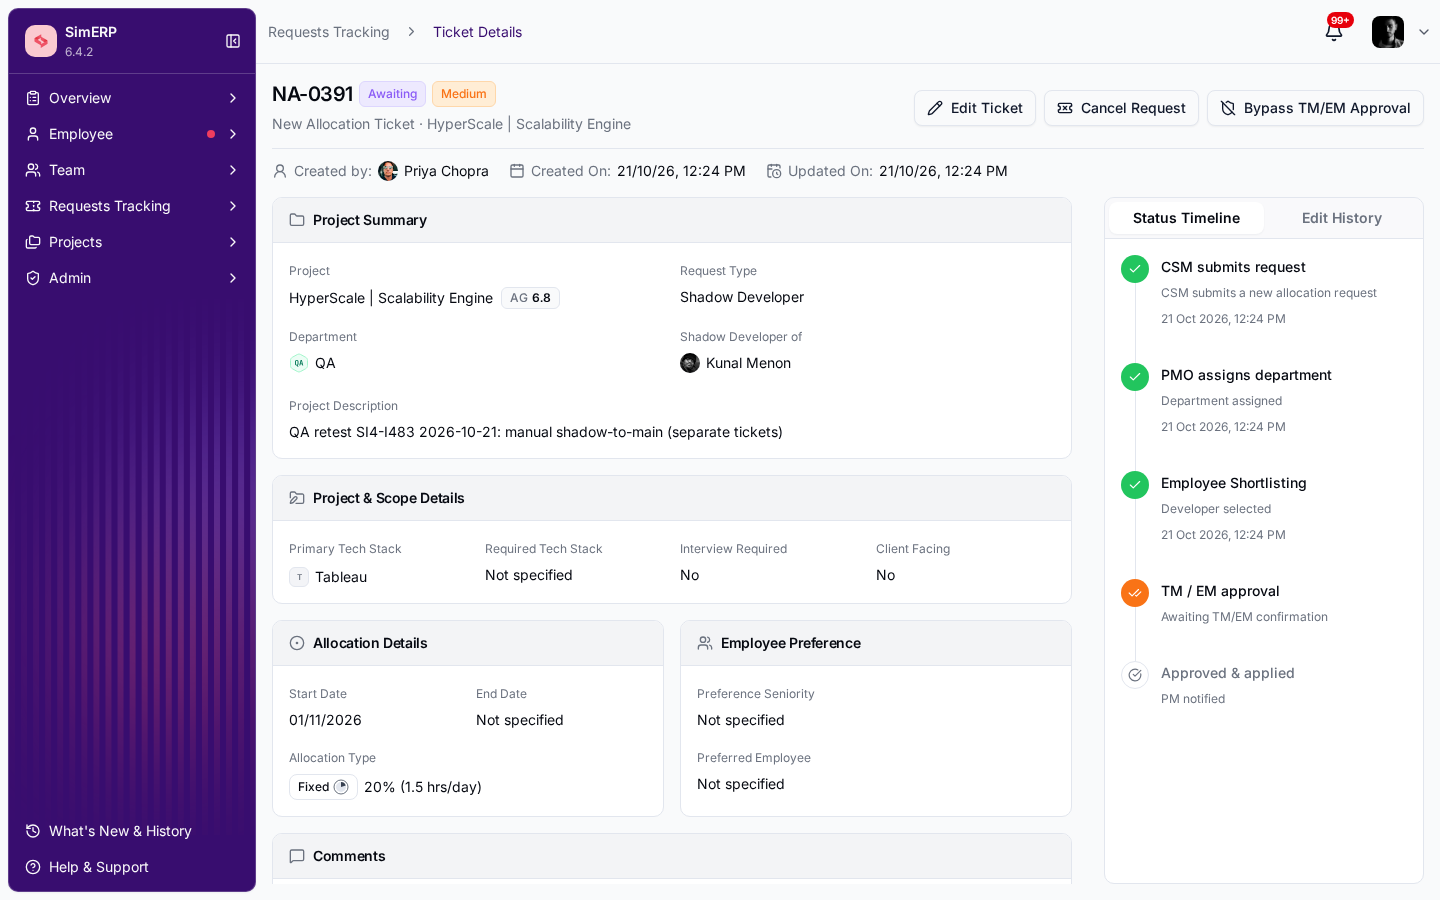 SimERP
6.4.2
Overview
Employee
Team
Requests Tracking
Projects
Admin
What's New & History
Help & Support
Requests Tracking > Ticket Details
99+
NA-0391 Awaiting Medium
New Allocation Ticket · HyperScale | Scalability Engine
Edit Ticket
Cancel Request
Bypass TM/EM Approval
Created by: Priya Chopra Created On: 21/10/26, 12:24 PM Updated On: 21/10/26, 12:24 PM
Project Summary
Project
HyperScale | Scalability Engine AG 6.8
Request Type
Shadow Developer
Department
QA QA
Shadow Developer of
Kunal Menon
Project Description
QA retest SI4-I483 2026-10-21: manual shadow-to-main (separate tickets)
Project & Scope Details
Primary Tech Stack
T Tableau
Required Tech Stack
Not specified
Interview Required
No
Client Facing
No
Allocation Details
Start Date
01/11/2026
End Date
Not specified
Allocation Type
Fixed 20% (1.5 hrs/day)
Employee Preference
Preference Seniority
Not specified
Preferred Employee
Not specified
Comments
Status Timeline
Edit History
CSM submits request
CSM submits a new allocation request
21 Oct 2026, 12:24 PM
PMO assigns department
Department assigned
21 Oct 2026, 12:24 PM
Employee Shortlisting
Developer selected
21 Oct 2026, 12:24 PM
TM / EM approval
Awaiting TM/EM confirmation
Approved & applied
PM notified